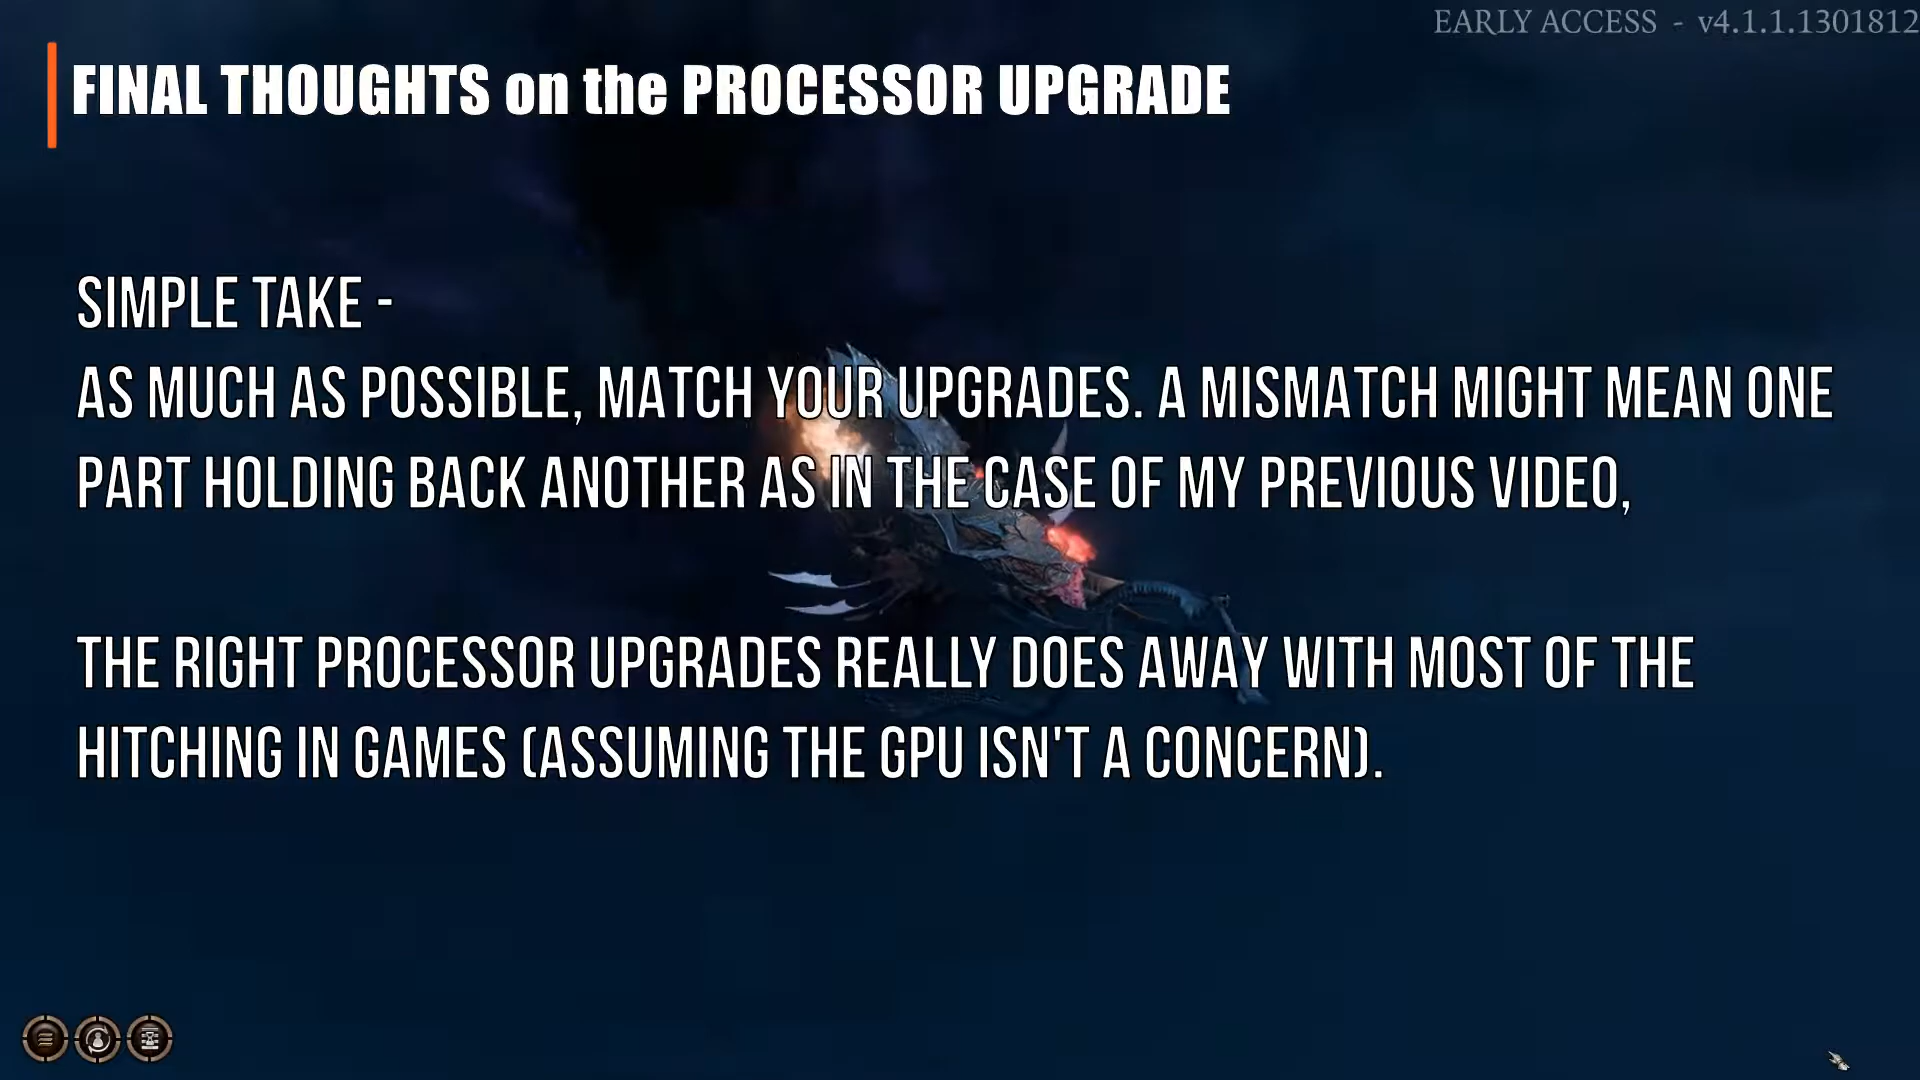 EARLY ACCESS - v4.1.1.1301812
FINAL THOUGHTS on the PROCESSOR UPGRADE
SIMPLE TAKE -
AS MUCH AS POSSIBLE, MATCH YOUR UPGRADES. A MISMATCH MIGHT MEAN ONE
PART HOLDING BACK ANOTHER AS IN THE CASE OF MY PREVIOUS VIDEO,
THE RIGHT PROCESSOR UPGRADES REALLY DOES AWAY WITH MOST OF THE
HITCHING IN GAMES (ASSUMING THE GPU ISN'T A CONCERN).